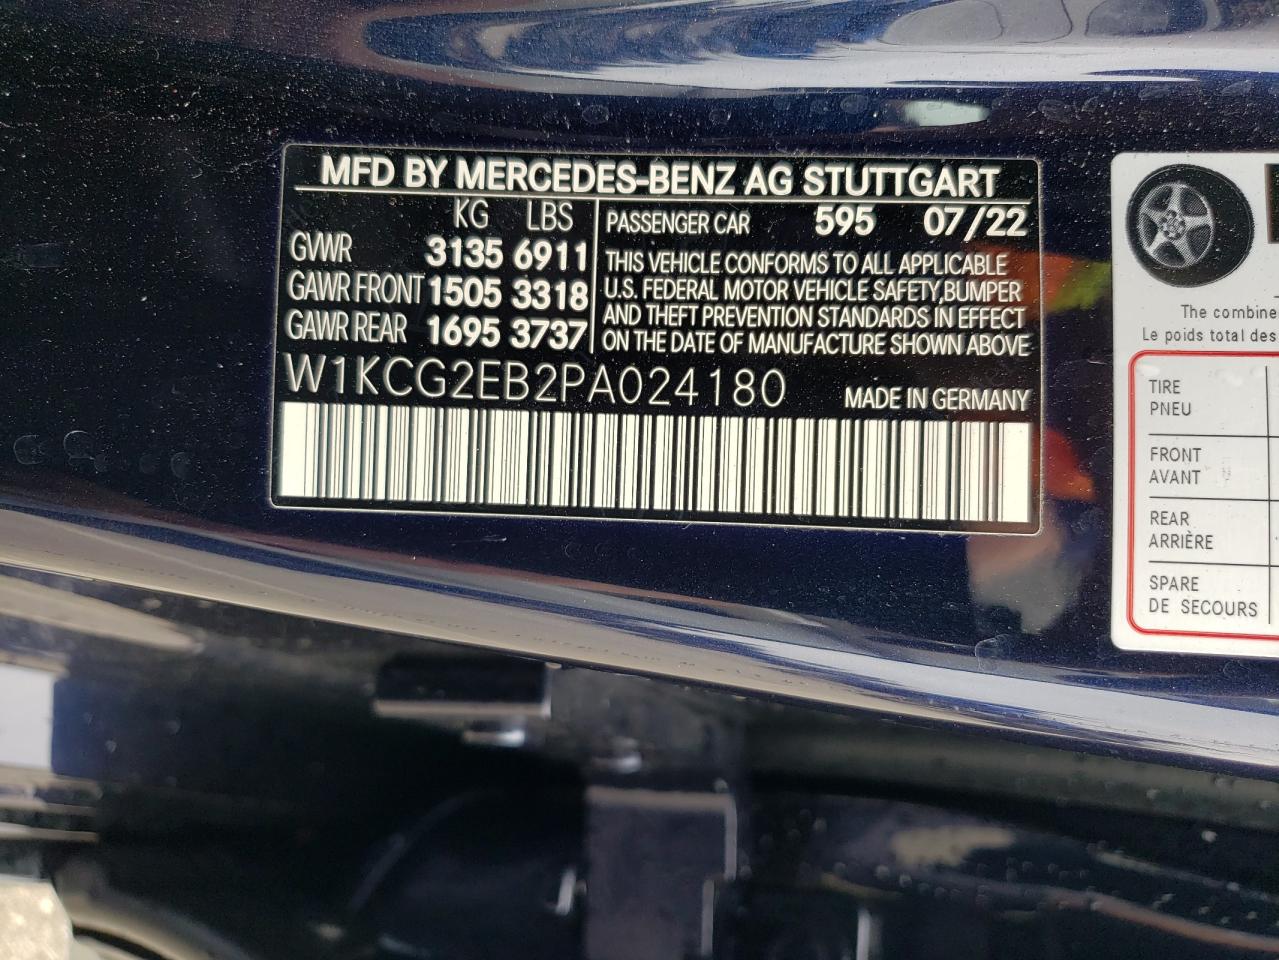 MFD BY MERCEDES-BENZ AG STUTTGART
KG LBS
GVWR 3135 6911
GAWR FRONT 1505 3318
GAWR REAR 1695 3737
PASSENGER CAR 595 07/22
THIS VEHICLE CONFORMS TO ALL APPLICABLE
U.S. FEDERAL MOTOR VEHICLE SAFETY,BUMPER
AND THEFT PREVENTION STANDARDS IN EFFECT
ON THE DATE OF MANUFACTURE SHOWN ABOVE
W1KCG2EB2PA024180
MADE IN GERMANY
The combine
Le poids total des
TIRE
PNEU
FRONT
AVANT
REAR
ARRIÈRE
SPARE
DE SECOURS